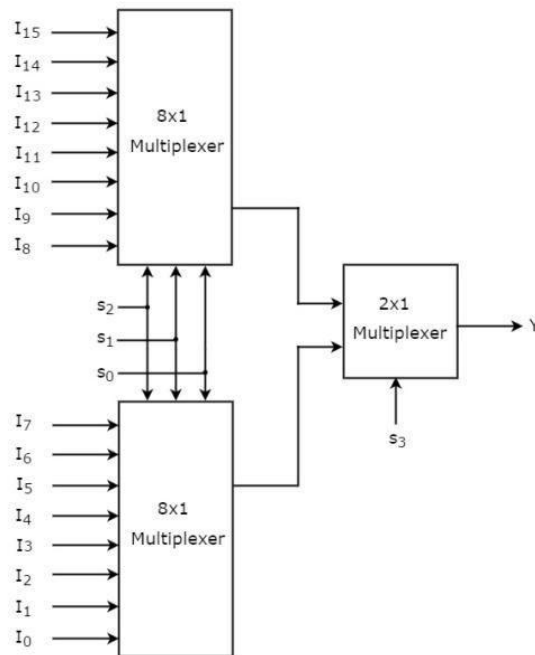 I₁₅
I₁₄
I₁₃
I₁₂
I₁₁
I₁₀
I₉
I₈
8x1
Multiplexer
s₂
s₁
s₀
2x1
Multiplexer
Y
s₃
I₇
I₆
I₅
I₄
I₃
I₂
I₁
I₀
8x1
Multiplexer